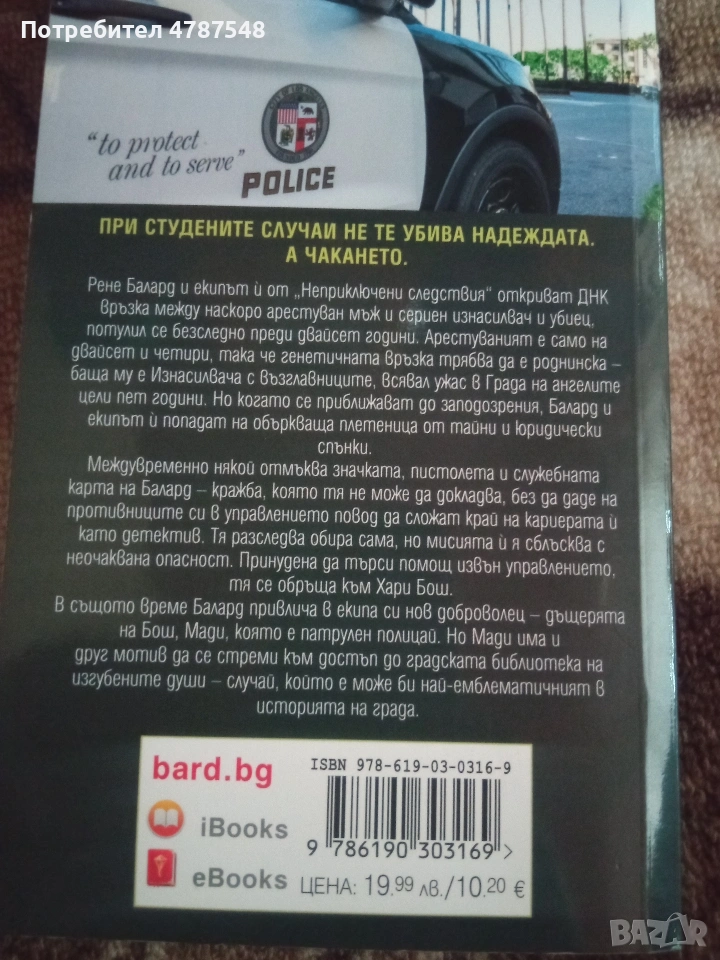 Потребител 4787548
"to protect
and to serve"
POLICE
ПРИ СТУДЕНИТЕ СЛУЧАИ НЕ ТЕ УБИВА НАДЕЖДАТА.
А ЧАКАНЕТО.
Рене Балард и екипът ѝ от „Неприключени следствия“ откриват ДНК
връзка между наскоро арестуван мъж и сериен изнасилвач и убиец,
потулил се безследно преди двайсет години. Арестуваният е само на
двайсет и четири, така че генетичната връзка трябва да е роднинска –
баща му е Изнасилвача с възглавниците, всявал ужас в Града на ангелите
цели пет години. Но когато се приближават до заподозрения, Балард и
екипът ѝ попадат на объркваща плетеница от тайни и юридически
спънки.
Междувременно някой отмъква значката, пистолета и служебната
карта на Балард – кражба, която тя не може да докладва, без да даде на
противниците си в управлението повод да сложат край на кариерата ѝ
като детектив. Тя разследва обира сама, но мисията ѝ я сблъсква с
неочаквана опасност. Принудена да търси помощ извън управлението,
тя се обръща към Хари Бош.
В същото време Балард привлича в екипа си нов доброволец – дъщерята
на Бош, Мади, която е патрулен полицай. Но Мади има и
друг мотив да се стреми към достъп до градската библиотека на
изгубените души – случай, който е може би най-емблематичният в
историята на града.
bard.bg
iBooks
eBooks
ISBN 978-619-03-0316-9
9 786190 303169 >
ЦЕНА: 19.99 лв./10.20 €
BAZAR